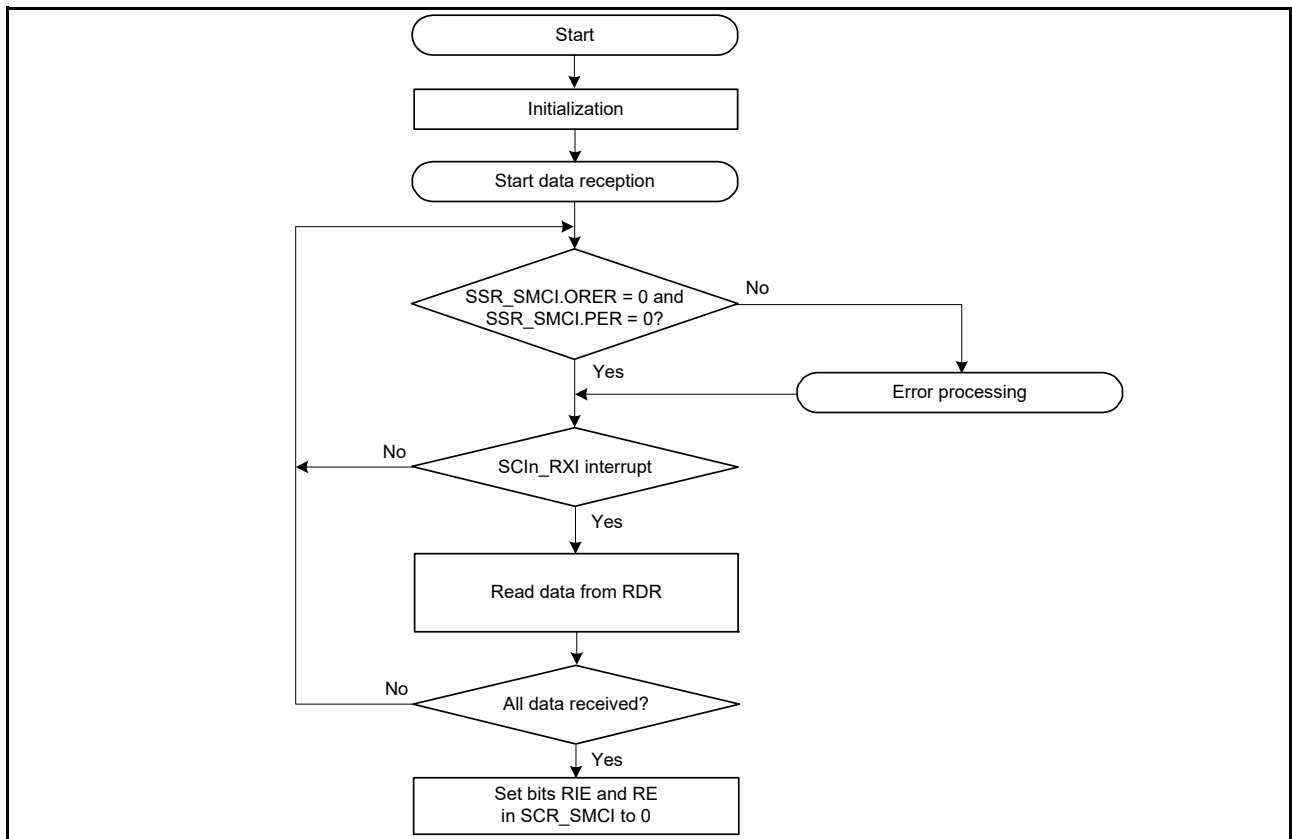 Start
Initialization
Start data reception
SSR_SMCI.ORER = 0 and
SSR_SMCI.PER = 0?
No
Yes
Error processing
No
SCIn_RXI interrupt
Yes
Read data from RDR
No
All data received?
Yes
Set bits RIE and RE
in SCR_SMCI to 0